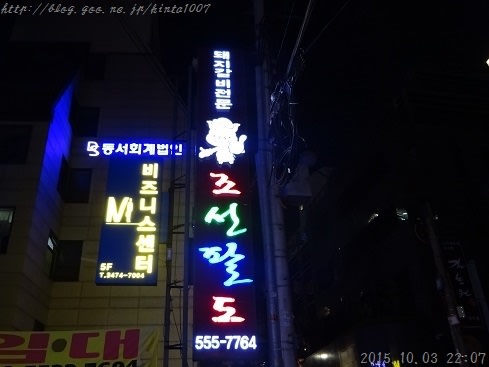 http://blog.goo.ne.jp/kinta1007
돼지갈비전문
조선팔도
555-7764
동서회계법인
비즈니스센터
M
5F
T.3474-7004
임·대
2015.10.03 22:07